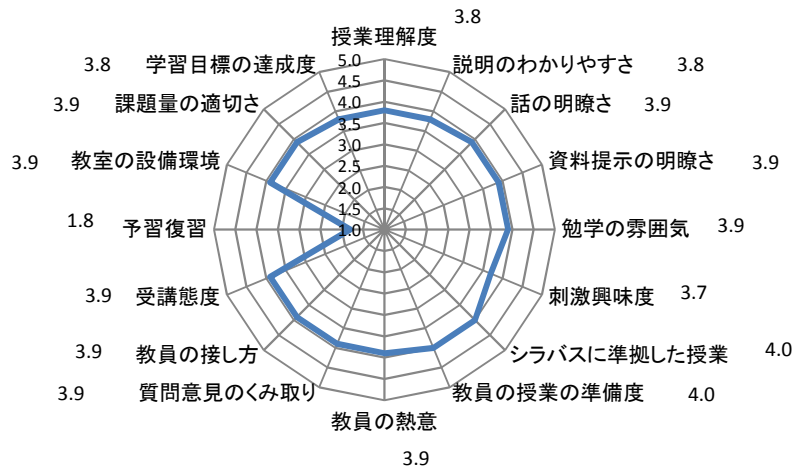 3.8
授業理解度
3.8 学習目標の達成度 説明のわかりやすさ 3.8
3.9 課題量の適切さ 話の明瞭さ 3.9
3.9 教室の設備環境 資料提示の明瞭さ 3.9
1.8 予習復習 勉学の雰囲気 3.9
3.9 受講態度 刺激興味度 3.7
3.9 教員の接し方 シラバスに準拠した授業 4.0
3.9 質問意見のくみ取り 教員の授業の準備度 4.0
教員の熱意
3.9
5.0
4.5
4.0
3.5
3.0
2.5
2.0
1.5
1.0